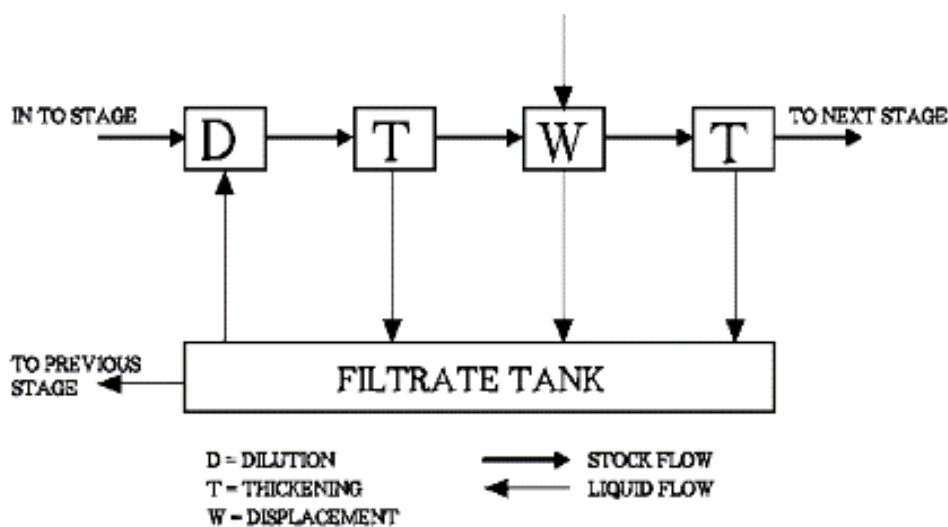 IN TO STAGE
D
T
W
T
TO NEXT STAGE
TO PREVIOUS
STAGE
FILTRATE TANK
D = DILUTION
T = THICKENING
W = DISPLACEMENT
STOCK FLOW
LIQUID FLOW